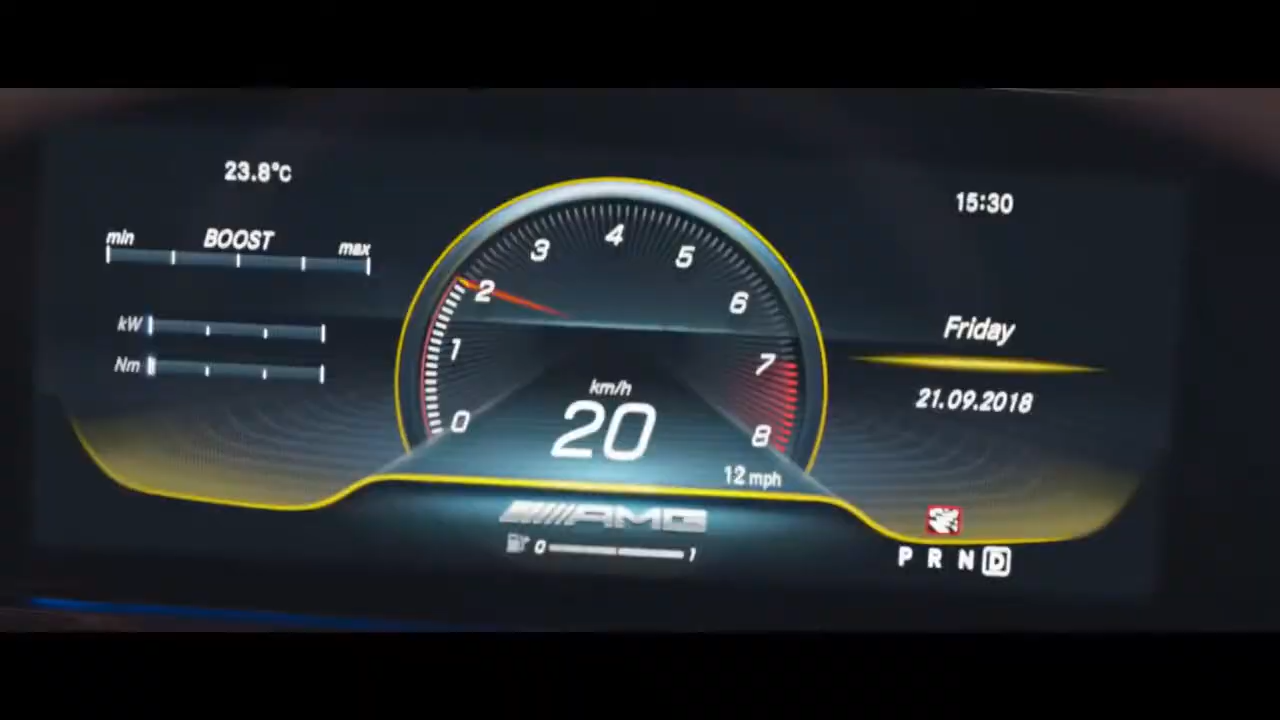 23.8°C
15:30
min BOOST max
kW
Nm
0 1 2 3 4 5 6 7 8
km/h
20
12 mph
Friday
21.09.2018
AMG
0 1
P R N D